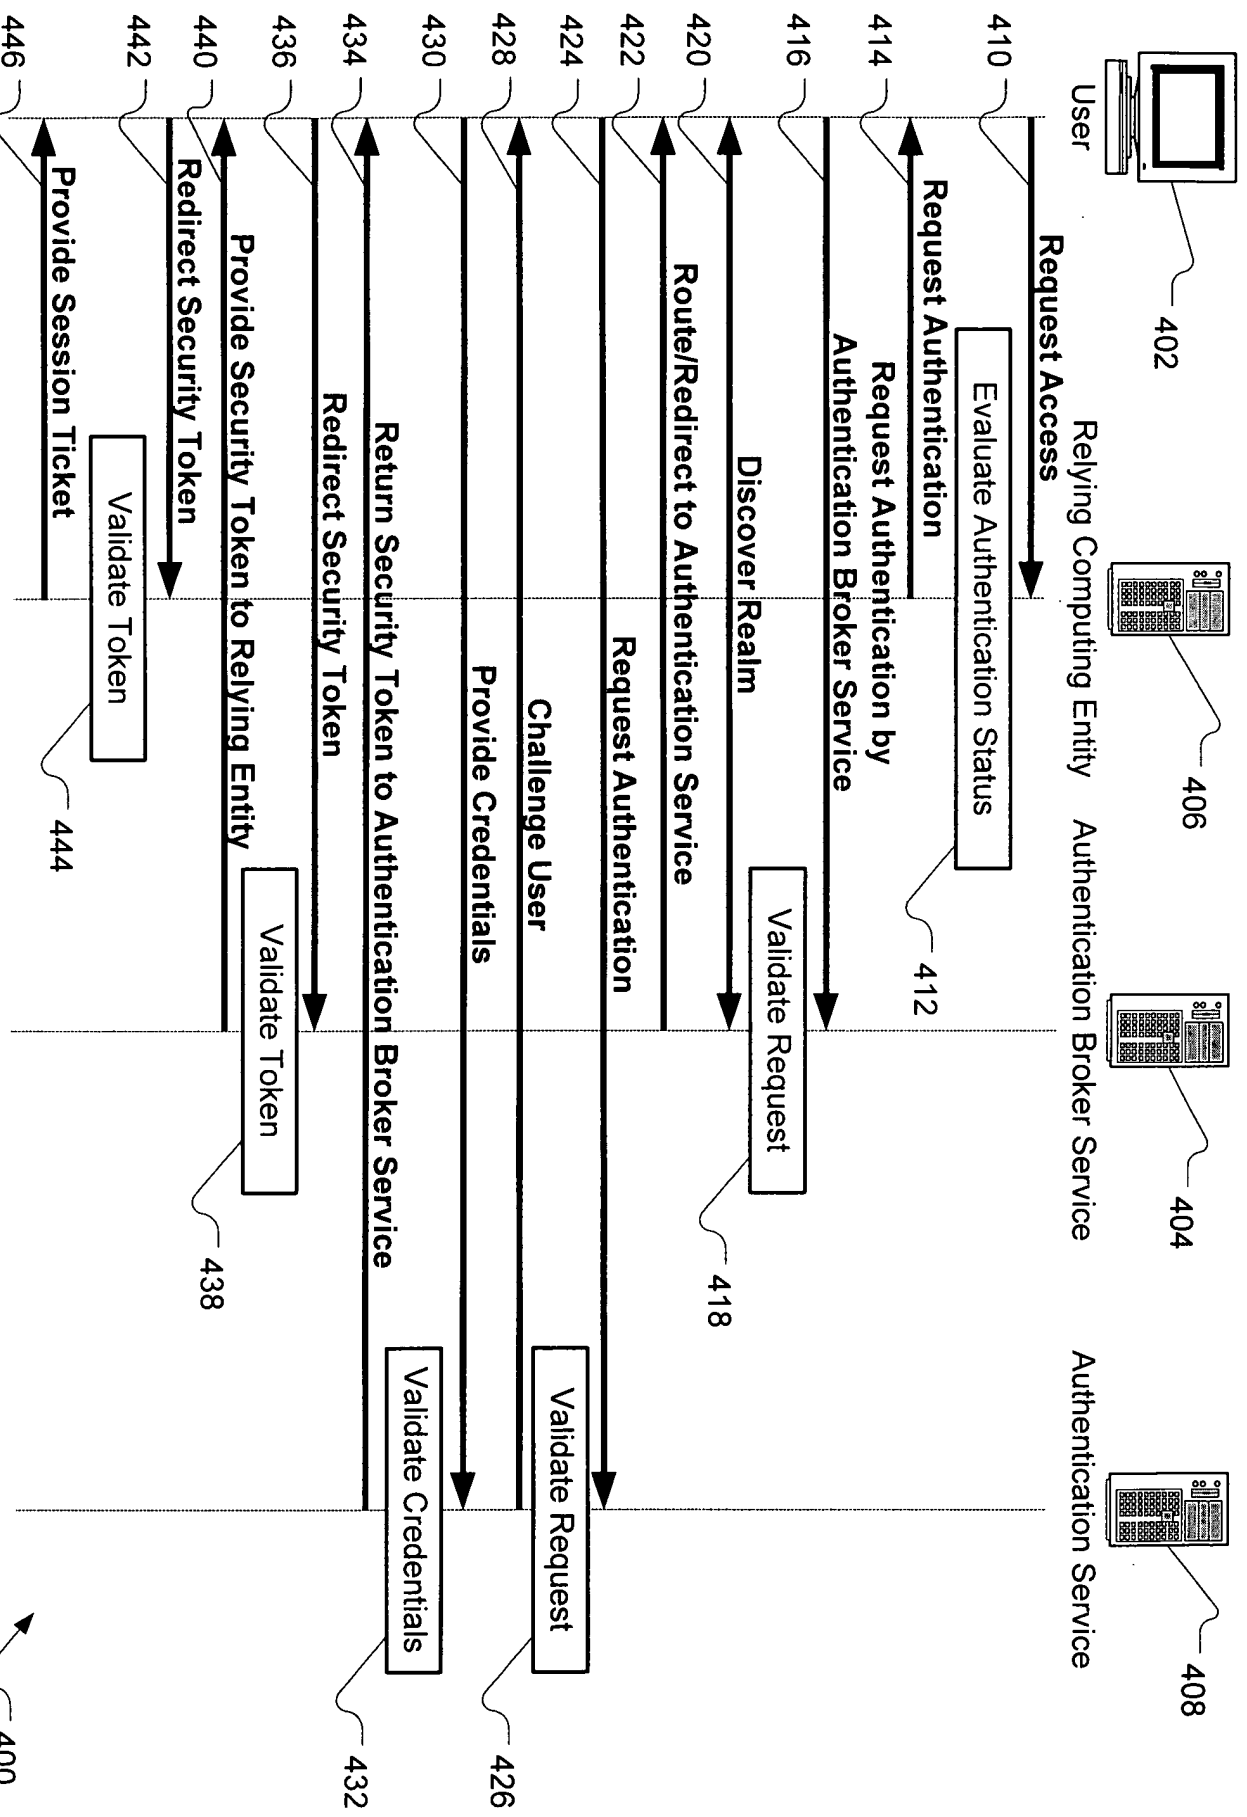 402
406
404
408
User
Relying Computing Entity
Authentication Broker Service
Authentication Service
410
Request Access
Evaluate Authentication Status
412
414
Request Authentication
416
Request Authentication by
Authentication Broker Service
Validate Request
418
420
Discover Realm
422
Route/Redirect to Authentication Service
424
Request Authentication
Validate Request
426
428
Challenge User
430
Provide Credentials
Validate Credentials
432
434
Return Security Token to Authentication Broker Service
436
Redirect Security Token
Validate Token
438
440
Provide Security Token to Relying Entity
442
Redirect Security Token
Validate Token
444
446
Provide Session Ticket
400